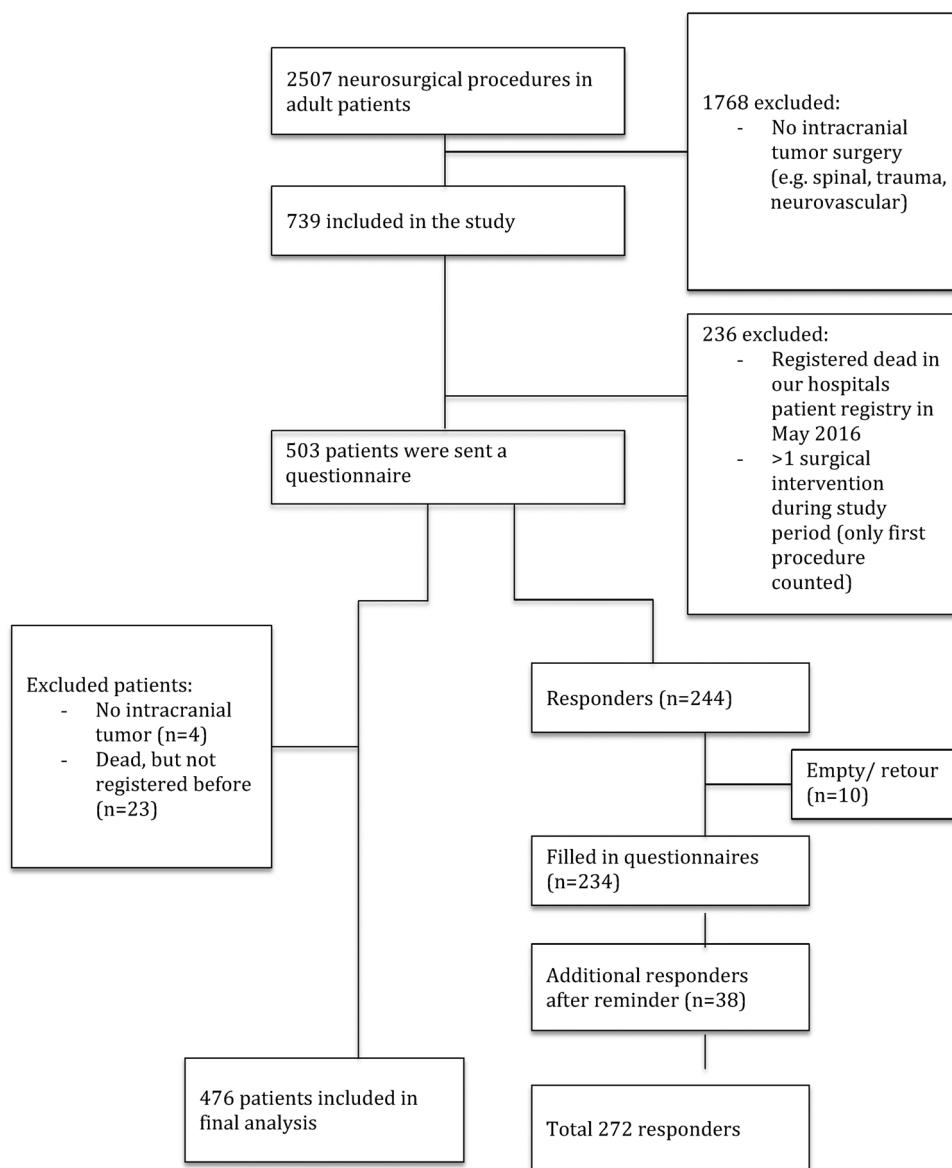 2507 neurosurgical procedures in
adult patients
1768 excluded:
- No intracranial
tumor surgery
(e.g. spinal, trauma,
neurovascular)
739 included in the study
236 excluded:
- Registered dead in
our hospitals
patient registry in
May 2016
- >1 surgical
intervention
during study
period (only first
procedure
counted)
503 patients were sent a
questionnaire
Excluded patients:
- No intracranial
tumor (n=4)
- Dead, but not
registered before
(n=23)
Responders (n=244)
Empty/ retour
(n=10)
Filled in questionnaires
(n=234)
Additional responders
after reminder (n=38)
476 patients included in
final analysis
Total 272 responders